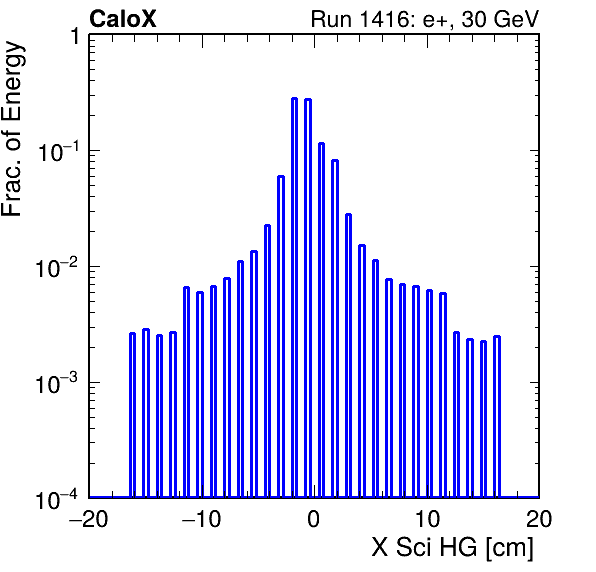 CaloX Run 1416: e+, 30 GeV
Frac. of Energy
1
10⁻¹
10⁻²
10⁻³
10⁻⁴
−20 −10 0 10 20
X Sci HG [cm]